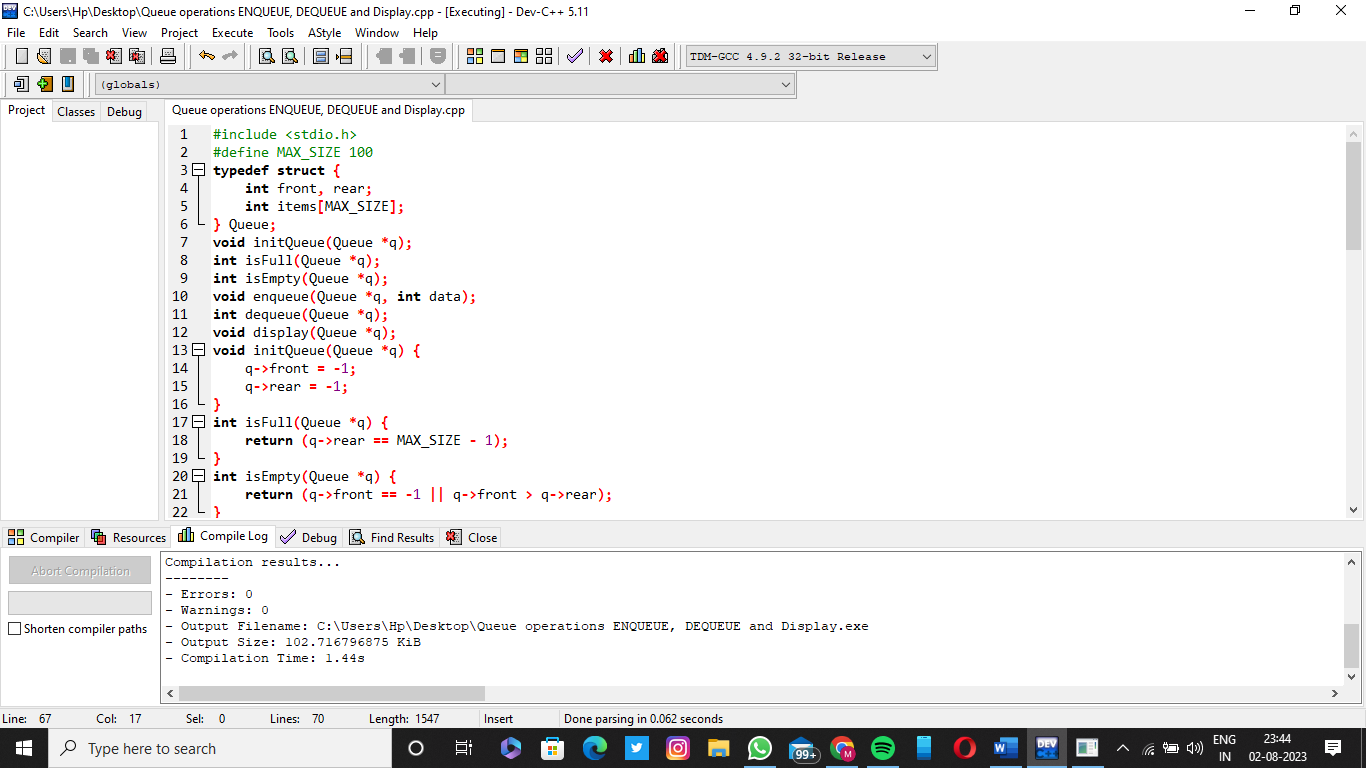 C:\Users\Hp\Desktop\Queue operations ENQUEUE, DEQUEUE and Display.cpp - [Executing] - Dev-C++ 5.11
File Edit Search View Project Execute Tools AStyle Window Help
TDM-GCC 4.9.2 32-bit Release
(globals)
Project Classes Debug
Queue operations ENQUEUE, DEQUEUE and Display.cpp
1 #include <stdio.h>
2 #define MAX_SIZE 100
3 typedef struct {
4 int front, rear;
5 int items[MAX_SIZE];
6 } Queue;
7 void initQueue(Queue *q);
8 int isFull(Queue *q);
9 int isEmpty(Queue *q);
10 void enqueue(Queue *q, int data);
11 int dequeue(Queue *q);
12 void display(Queue *q);
13 void initQueue(Queue *q) {
14 q->front = -1;
15 q->rear = -1;
16 }
17 int isFull(Queue *q) {
18 return (q->rear == MAX_SIZE - 1);
19 }
20 int isEmpty(Queue *q) {
21 return (q->front == -1 || q->front > q->rear);
22 }
Compiler Resources Compile Log Debug Find Results Close
Abort Compilation
Shorten compiler paths
Compilation results...
--------
- Errors: 0
- Warnings: 0
- Output Filename: C:\Users\Hp\Desktop\Queue operations ENQUEUE, DEQUEUE and Display.exe
- Output Size: 102.716796875 KiB
- Compilation Time: 1.44s
Line: 67 Col: 17 Sel: 0 Lines: 70 Length: 1547 Insert Done parsing in 0.062 seconds
Type here to search
99+
M
DEV
ENG
IN
23:44
02-08-2023